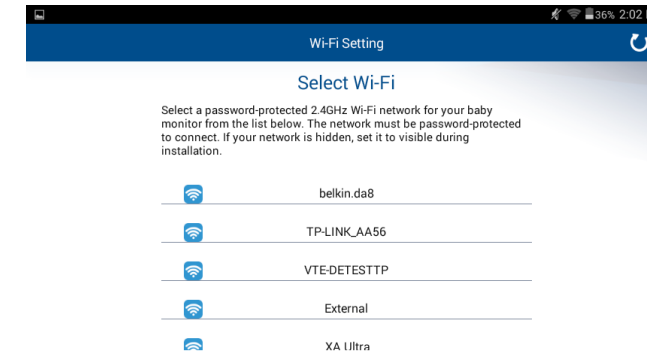 36% 2:02
Wi-Fi Setting
Select Wi-Fi
Select a password-protected 2.4GHz Wi-Fi network for your baby
monitor from the list below. The network must be password-protected
to connect. If your network is hidden, set it to visible during
installation.
belkin.da8
TP-LINK_AA56
VTE-DETESTTP
External
XA Ultra